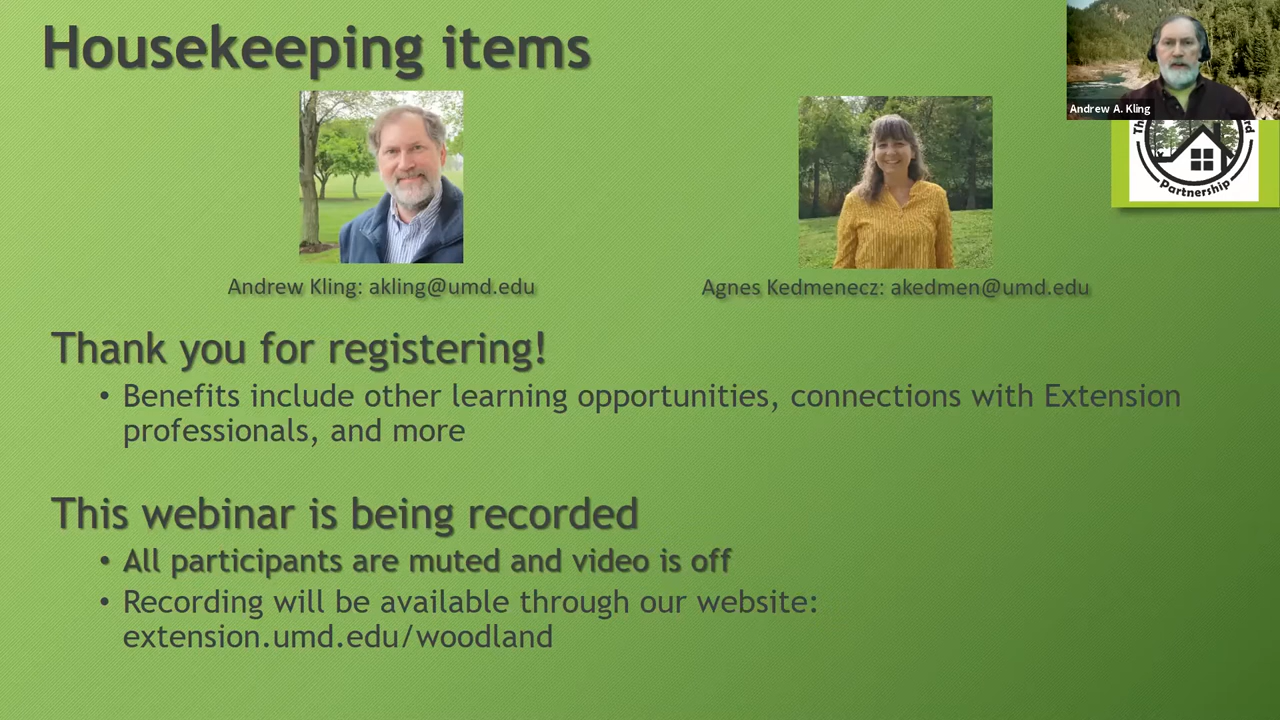 Housekeeping items
Andrew A. Kling
Partnership
Andrew Kling: akling@umd.edu
Agnes Kedmenecz: akedmen@umd.edu
Thank you for registering!
• Benefits include other learning opportunities, connections with Extension
professionals, and more
This webinar is being recorded
• All participants are muted and video is off
• Recording will be available through our website:
extension.umd.edu/woodland